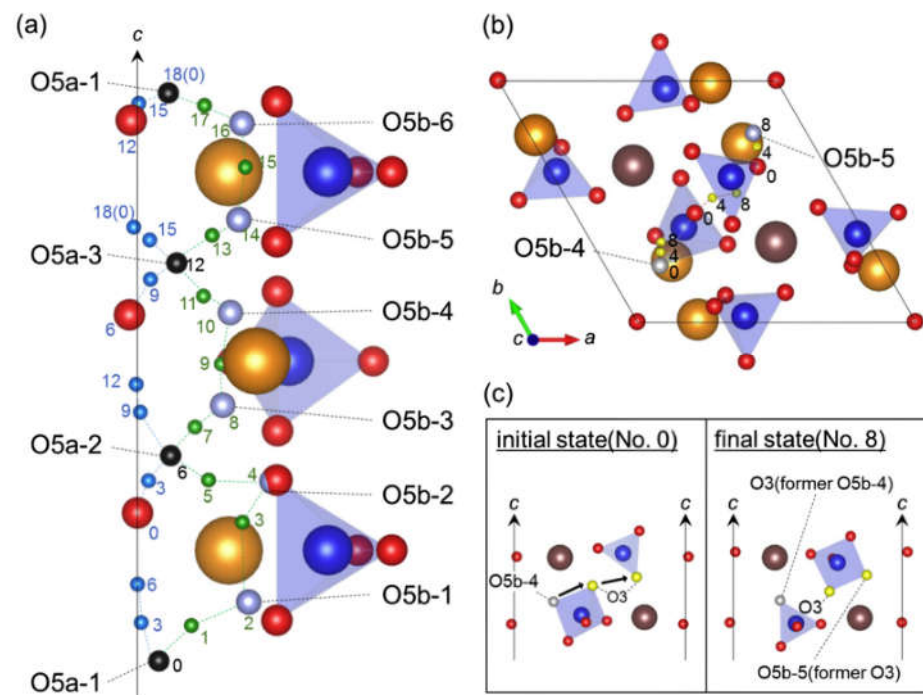 (a)
c
O5a-1
18(0)
15
17
12
16
O5b-6
15
18(0)
15
14
O5b-5
13
O5a-3
12
9
11
6
10
O5b-4
12
9
9
8
O5b-3
7
O5a-2
6
3
4
5
O5b-2
0
3
6
O5b-1
3
2
1
0
O5a-1
(b)
8
4
O5b-5
0
4 8
0
O5b-4
8
4
0
b
c
a
(c)
initial state(No. 0)
final state(No. 8)
O3(former O5b-4)
c
c
c
c
O5b-4
O3
O3
O5b-5(former O3)